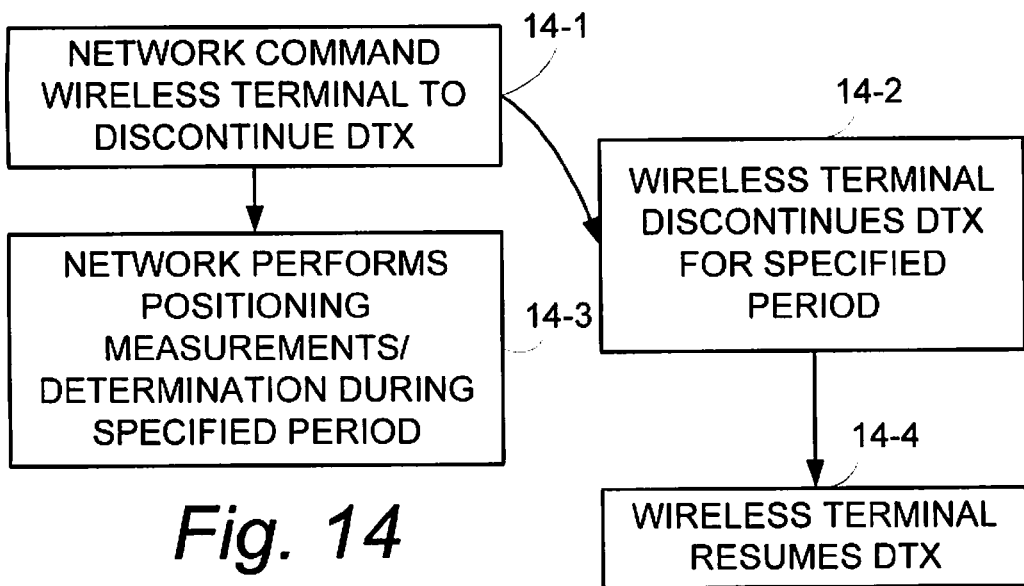 14-1
NETWORK COMMAND
WIRELESS TERMINAL TO
DISCONTINUE DTX
14-2
WIRELESS TERMINAL
DISCONTINUES DTX
FOR SPECIFIED
PERIOD
NETWORK PERFORMS
POSITIONING
MEASUREMENTS/
DETERMINATION DURING
SPECIFIED PERIOD
14-3
14-4
WIRELESS TERMINAL
RESUMES DTX
Fig. 14